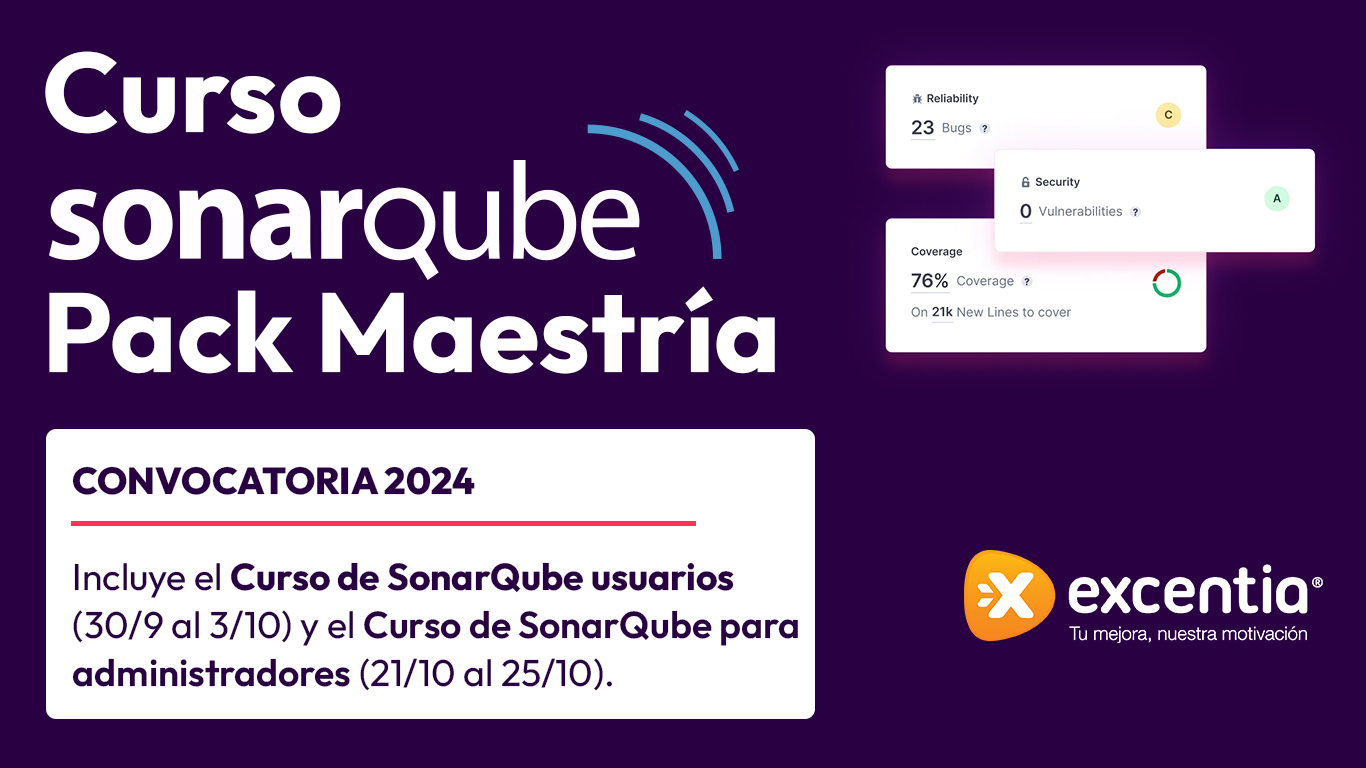 Curso
sonarqube
Pack Maestría
CONVOCATORIA 2024
Incluye el Curso de SonarQube usuarios
(30/9 al 3/10) y el Curso de SonarQube para
administradores (21/10 al 25/10).
Reliability
23 Bugs ?
C
Security
0 Vulnerabilities ?
A
Coverage
76% Coverage ?
On 21k New Lines to cover
excentia®
Tu mejora, nuestra motivación